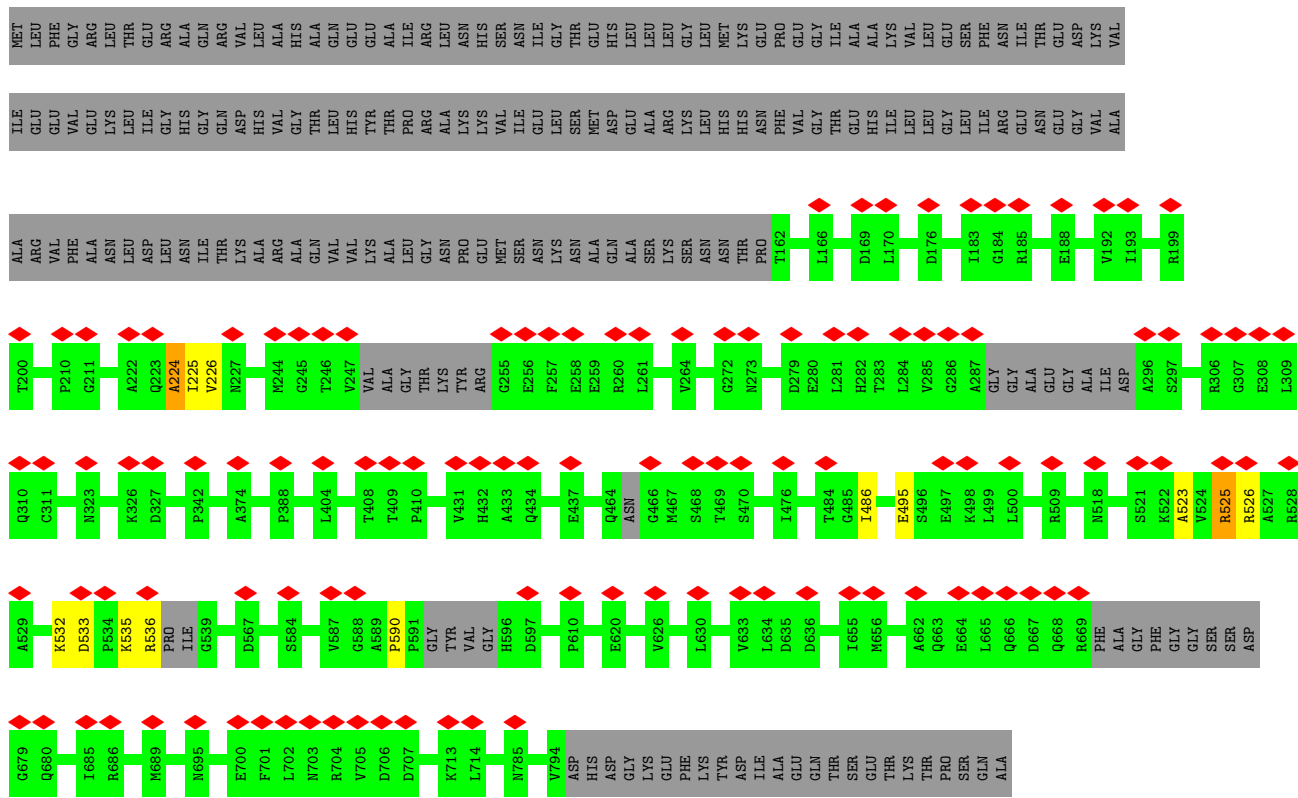 MET LEU PHE GLY ARG LEU THR GLU ARG ALA GLN ARG VAL LEU ALA HIS ALA GLN GLU GLU ALA ILE ARG LEU ASN HIS SER ASN ILE GLY THR GLU HIS LEU LEU LEU GLY LEU MET LYS GLU PRO GLU GLY ILE ALA ALA LYS VAL LEU GLU SER PHE ASN ILE THR GLU ASP LYS VAL
ILE GLU GLU VAL GLU LYS LEU ILE GLY HIS GLY GLN ASP HIS VAL GLY THR LEU HIS TYR THR PRO ARG ALA LYS LYS VAL ILE GLU LEU SER MET ASP GLU ALA ARG LYS LEU HIS HIS ASN PHE VAL GLY THR GLU HIS ILE LEU LEU GLY LEU ILE ARG GLU ASN GLU GLY VAL ALA
ALA ARG VAL PHE ALA ASN LEU ASP LEU ASN ILE THR LYS ALA ARG ALA GLN VAL VAL LYS ALA LEU GLY ASN PRO GLU MET SER ASN LYS ASN ALA GLN ALA SER LYS SER ASN ASN THR PRO T162 L166 D169 L170 D176 I183 G184 R185 E188 V192 I193 R199
T200 P210 G211 A222 Q223 A224 I225 V226 N227 M244 G245 T246 V247 VAL ALA GLY THR LYS TYR ARG G255 E256 F257 E258 E259 R260 L261 V264 G272 N273 D279 E280 L281 H282 T283 L284 V285 G286 A287 GLY GLY ALA GLU GLY ALA ILE ASP A296 S297 R306 G307 E308 L309
Q310 C311 N323 K326 D327 P342 A374 P388 L404 T408 T409 P410 V431 H432 A433 Q434 E437 Q464 ASN G466 M467 S468 T469 S470 I476 T484 G485 I486 E495 S496 E497 K498 L499 L500 R509 N518 S521 K522 A523 V524 R525 R526 A527 R528
A529 K532 D533 P534 K535 R536 PRO ILE G539 D567 S584 V587 G588 A589 P590 P591 GLY TYR VAL GLY H596 D597 P610 E620 V626 L630 V633 L634 D635 D636 I655 M656 A662 Q663 E664 L665 Q666 D667 Q668 R669 PHE ALA GLY PHE GLY GLY SER SER ASP
G679 Q680 I685 R686 M689 N695 E700 F701 L702 N703 R704 V705 D706 D707 K713 L714 N785 V794 ASP HIS ASP GLY LYS GLU PHE LYS TYR ASP ILE ALA GLU GLN THR SER GLU THR LYS THR PRO SER GLN ALA